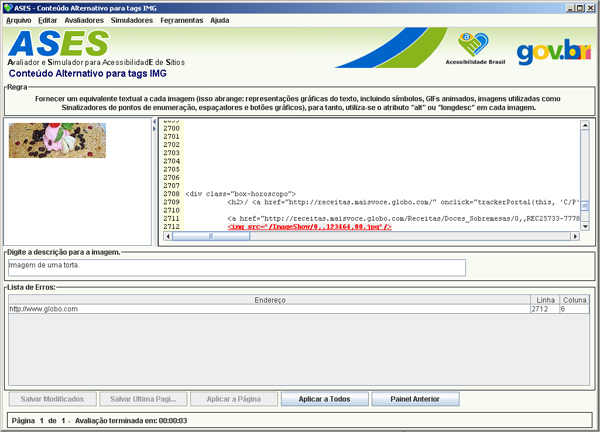 ASES - Conteúdo Alternativo para tags IMG
Arquivo Editar Avaliadores Simuladores Ferramentas Ajuda
ASES
Avaliador e Simulador para AcessibilidadE de Sítios
Conteúdo Alternativo para tags IMG
Acessibilidade Brasil
gov.br
Regra
Fornecer um equivalente textual a cada imagem (isso abrange: representações gráficas do texto, incluindo símbolos, GIFs animados, imagens utilizadas como
Sinalizadores de pontos de enumeração, espaçadores e botões gráficos), para tanto, utiliza-se o atributo "alt" ou "longdesc" em cada imagem.
2699
2700
2701
2702
2703
2704
2705
2706
2707
2708 <div class="box-horoscopo">
2709 <h2>/ <a href="http://receitas.maisvoce.globo.com/" onclick="trackerPortal(this, 'C/P'
2710
2711 <a href="http://receitas.maisvoce.globo.com/Receitas/Doces_Sobremesas/0,,REC25733-7778
2712 <img src="/ImageShow/0,,123464,00.jpg"/>
Digite a descrição para a imagem.
Imagem de uma torta.
Lista de Erros:
Endereço Linha Coluna
http://www.globo.com 2712 6
Salvar Modificados Salvar Ultima Pagi... Aplicar a Página Aplicar a Todos Painel Anterior
Página 1 de 1 - Avaliação terminada em: 00:00:03